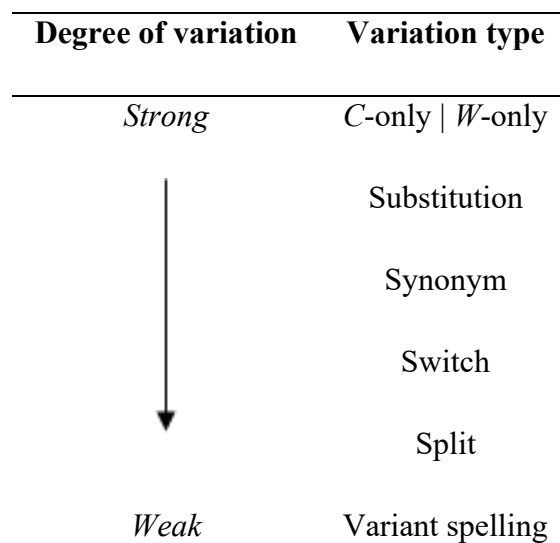 Degree of variation Variation type
Strong C-only | W-only
Substitution
Synonym
Switch
Split
Weak Variant spelling